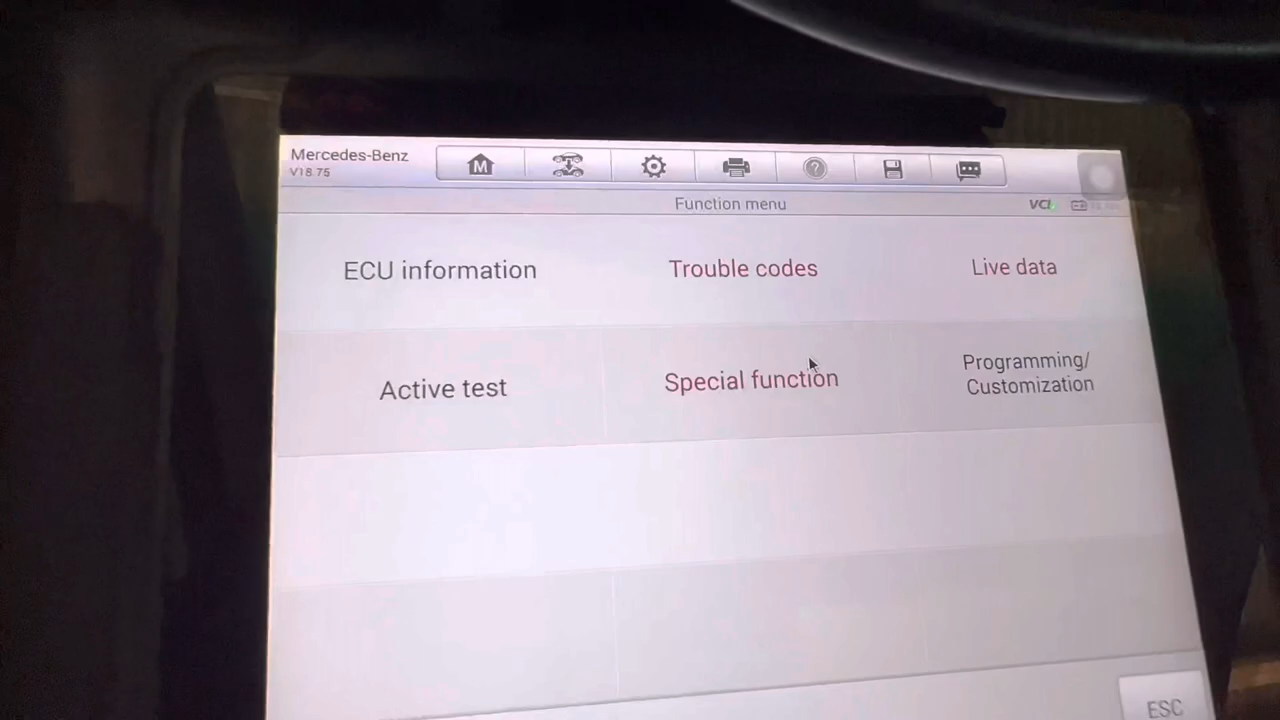 Mercedes-Benz
V18.75
M
?
Function menu
VCI
ECU information
Trouble codes
Live data
Active test
Special function
Programming/
Customization
ESC